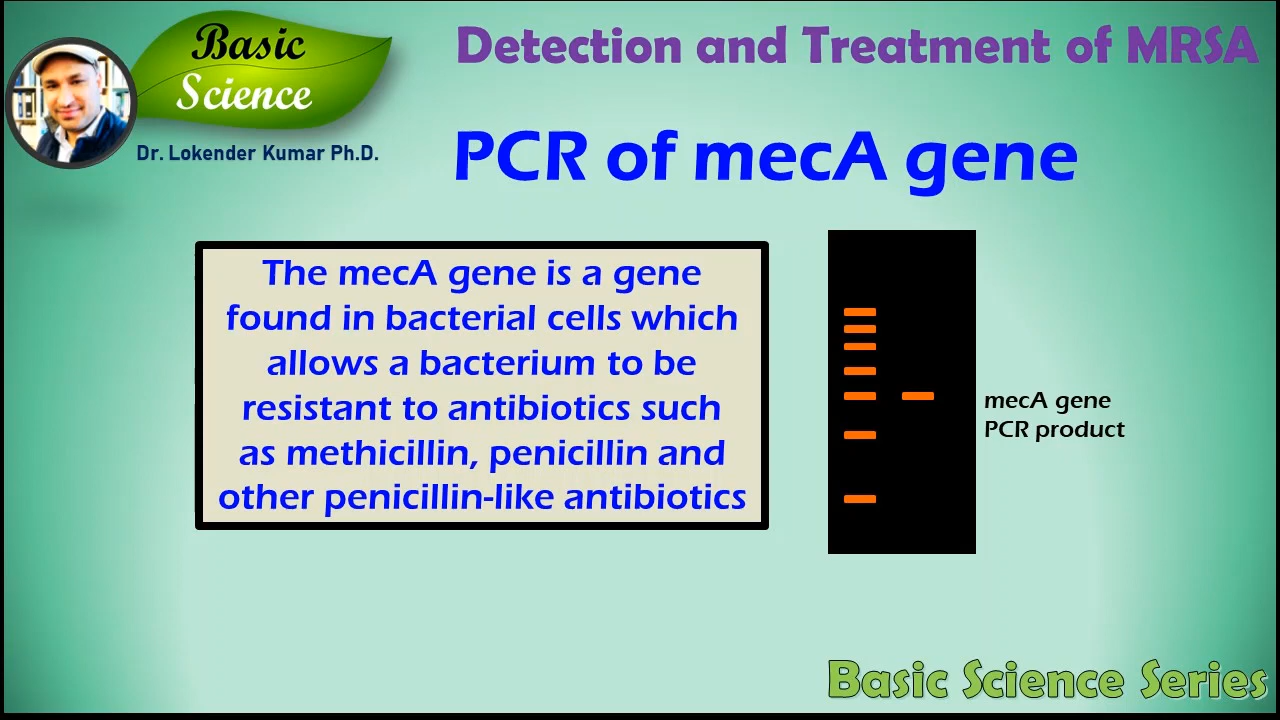 Basic
Science
Dr. Lokender Kumar Ph.D.
Detection and Treatment of MRSA
PCR of mecA gene
The mecA gene is a gene
found in bacterial cells which
allows a bacterium to be
resistant to antibiotics such
as methicillin, penicillin and
other penicillin-like antibiotics
mecA gene
PCR product
Basic Science Series